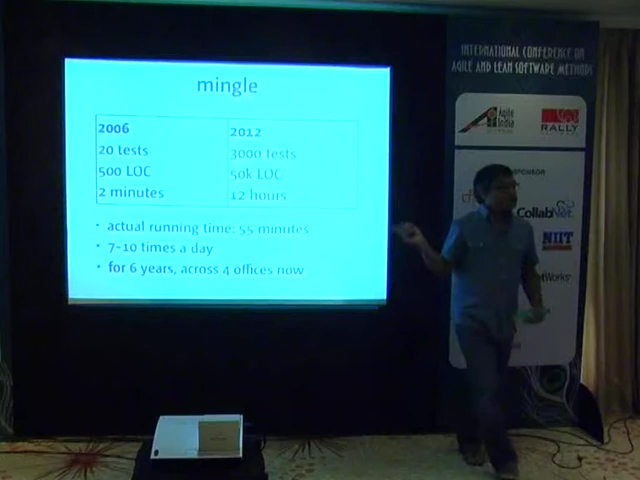 mingle
2006 2012
20 tests 3000 tests
500 LOC 50k LOC
2 minutes 12 hours
· actual running time: 55 minutes
· 7-10 times a day
· for 6 years, across 4 offices now
INTERNATIONAL CONFERENCE ON
AGILE AND LEAN SOFTWARE METHODS
Agile
India
RALLY
CollabNet
NIIT